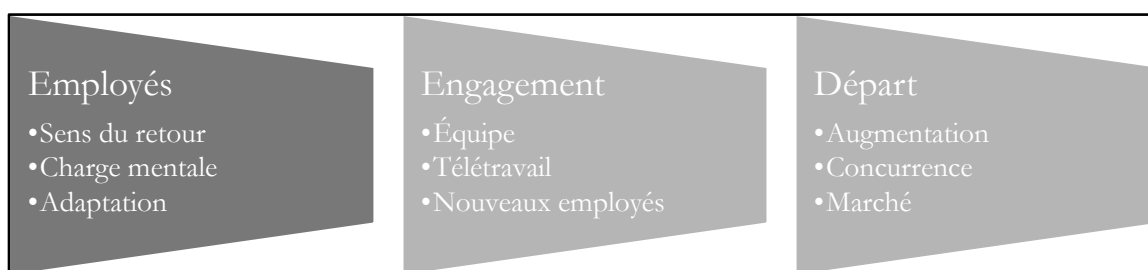 Employés
•Sens du retour
•Charge mentale
•Adaptation
Engagement
•Équipe
•Télétravail
•Nouveaux employés
Départ
•Augmentation
•Concurrence
•Marché